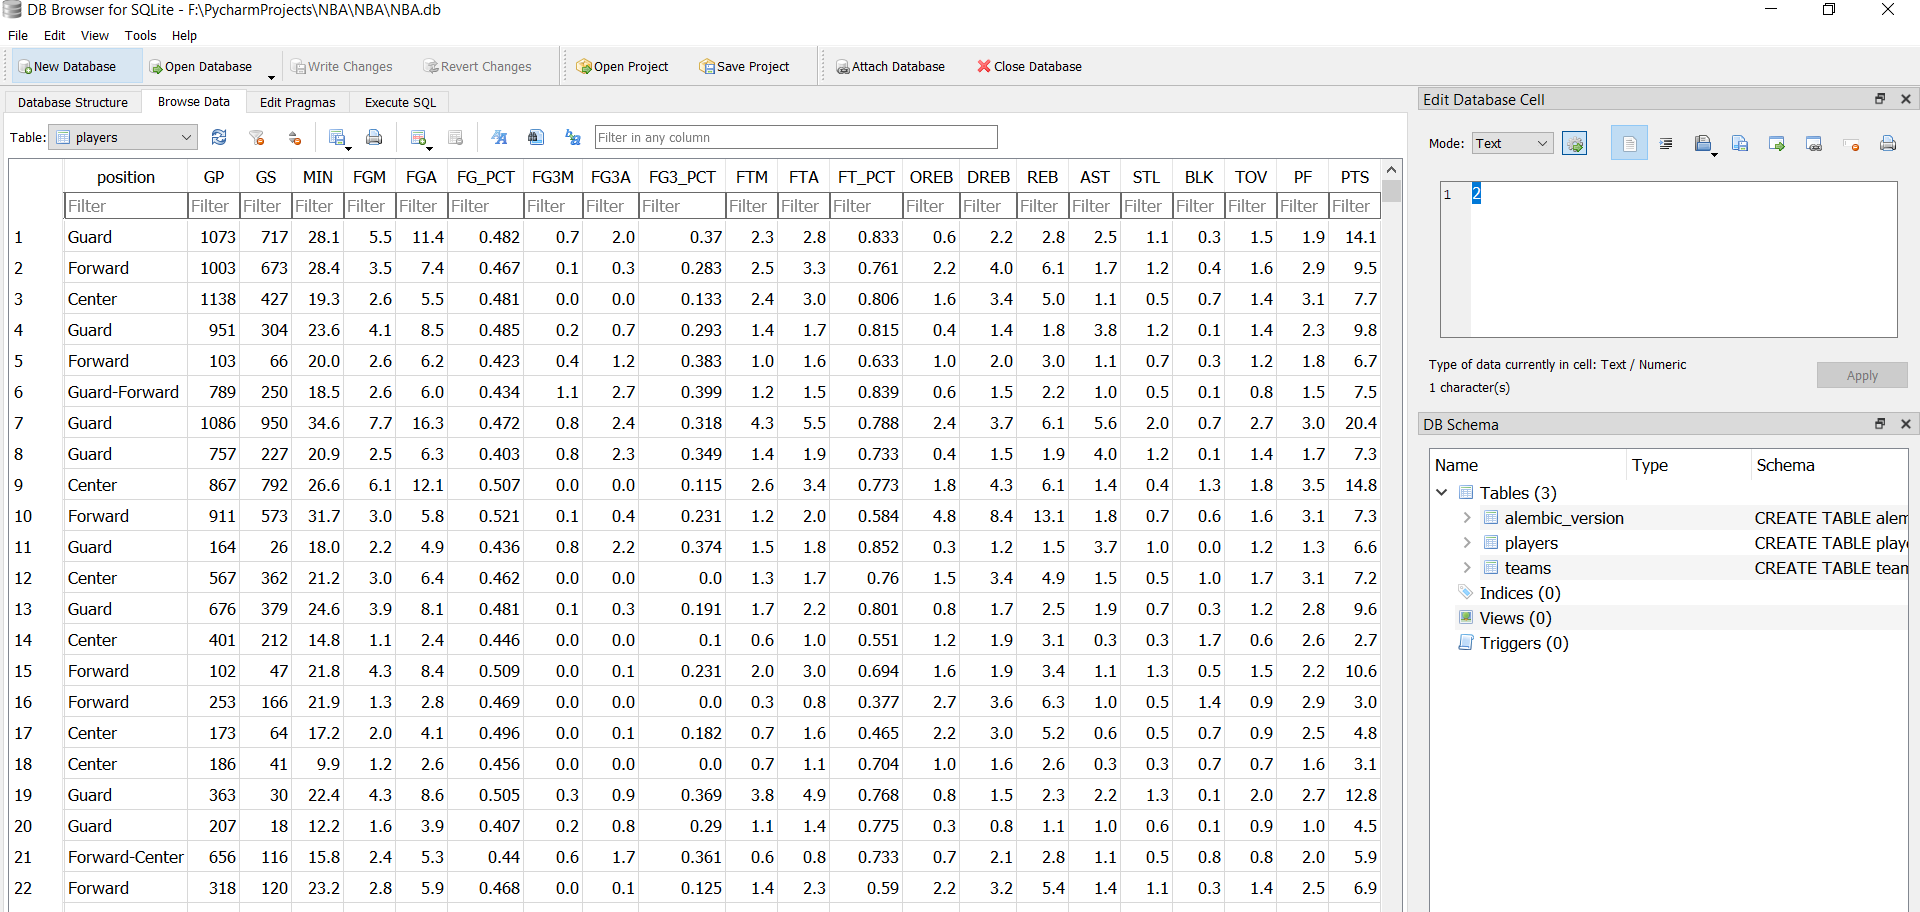 DB Browser for SQLite - F:\PycharmProjects\NBA\NBA\NBA.db
File Edit View Tools Help
New Database Open Database Write Changes Revert Changes Open Project Save Project Attach Database Close Database
Database Structure Browse Data Edit Pragmas Execute SQL
Table: players Filter in any column
position GP GS MIN FGM FGA FG_PCT FG3M FG3A FG3_PCT FTM FTA FT_PCT OREB DREB REB AST STL BLK TOV PF PTS
Filter Filter Filter Filter Filter Filter Filter Filter Filter Filter Filter Filter Filter Filter Filter Filter Filter Filter Filter Filter Filter Filter
1 Guard 1073 717 28.1 5.5 11.4 0.482 0.7 2.0 0.37 2.3 2.8 0.833 0.6 2.2 2.8 2.5 1.1 0.3 1.5 1.9 14.1
2 Forward 1003 673 28.4 3.5 7.4 0.467 0.1 0.3 0.283 2.5 3.3 0.761 2.2 4.0 6.1 1.7 1.2 0.4 1.6 2.9 9.5
3 Center 1138 427 19.3 2.6 5.5 0.481 0.0 0.0 0.133 2.4 3.0 0.806 1.6 3.4 5.0 1.1 0.5 0.7 1.4 3.1 7.7
4 Guard 951 304 23.6 4.1 8.5 0.485 0.2 0.7 0.293 1.4 1.7 0.815 0.4 1.4 1.8 3.8 1.2 0.1 1.4 2.3 9.8
5 Forward 103 66 20.0 2.6 6.2 0.423 0.4 1.2 0.383 1.0 1.6 0.633 1.0 2.0 3.0 1.1 0.7 0.3 1.2 1.8 6.7
6 Guard-Forward 789 250 18.5 2.6 6.0 0.434 1.1 2.7 0.399 1.2 1.5 0.839 0.6 1.5 2.2 1.0 0.5 0.1 0.8 1.5 7.5
7 Guard 1086 950 34.6 7.7 16.3 0.472 0.8 2.4 0.318 4.3 5.5 0.788 2.4 3.7 6.1 5.6 2.0 0.7 2.7 3.0 20.4
8 Guard 757 227 20.9 2.5 6.3 0.403 0.8 2.3 0.349 1.4 1.9 0.733 0.4 1.5 1.9 4.0 1.2 0.1 1.4 1.7 7.3
9 Center 867 792 26.6 6.1 12.1 0.507 0.0 0.0 0.115 2.6 3.4 0.773 1.8 4.3 6.1 1.4 0.4 1.3 1.8 3.5 14.8
10 Forward 911 573 31.7 3.0 5.8 0.521 0.1 0.4 0.231 1.2 2.0 0.584 4.8 8.4 13.1 1.8 0.7 0.6 1.6 3.1 7.3
11 Guard 164 26 18.0 2.2 4.9 0.436 0.8 2.2 0.374 1.5 1.8 0.852 0.3 1.2 1.5 3.7 1.0 0.0 1.2 1.3 6.6
12 Center 567 362 21.2 3.0 6.4 0.462 0.0 0.0 0.0 1.3 1.7 0.76 1.5 3.4 4.9 1.5 0.5 1.0 1.7 3.1 7.2
13 Guard 676 379 24.6 3.9 8.1 0.481 0.1 0.3 0.191 1.7 2.2 0.801 0.8 1.7 2.5 1.9 0.7 0.3 1.2 2.8 9.6
14 Center 401 212 14.8 1.1 2.4 0.446 0.0 0.0 0.1 0.6 1.0 0.551 1.2 1.9 3.1 0.3 0.3 1.7 0.6 2.6 2.7
15 Forward 102 47 21.8 4.3 8.4 0.509 0.0 0.1 0.231 2.0 3.0 0.694 1.6 1.9 3.4 1.1 1.3 0.5 1.5 2.2 10.6
16 Forward 253 166 21.9 1.3 2.8 0.469 0.0 0.0 0.0 0.3 0.8 0.377 2.7 3.6 6.3 1.0 0.5 1.4 0.9 2.9 3.0
17 Center 173 64 17.2 2.0 4.1 0.496 0.0 0.1 0.182 0.7 1.6 0.465 2.2 3.0 5.2 0.6 0.5 0.7 0.9 2.5 4.8
18 Center 186 41 9.9 1.2 2.6 0.456 0.0 0.0 0.0 0.7 1.1 0.704 1.0 1.6 2.6 0.3 0.3 0.7 0.7 1.6 3.1
19 Guard 363 30 22.4 4.3 8.6 0.505 0.3 0.9 0.369 3.8 4.9 0.768 0.8 1.5 2.3 2.2 1.3 0.1 2.0 2.7 12.8
20 Guard 207 18 12.2 1.6 3.9 0.407 0.2 0.8 0.29 1.1 1.4 0.775 0.3 0.8 1.1 1.0 0.6 0.1 0.9 1.0 4.5
21 Forward-Center 656 116 15.8 2.4 5.3 0.44 0.6 1.7 0.361 0.6 0.8 0.733 0.7 2.1 2.8 1.1 0.5 0.8 0.8 2.0 5.9
22 Forward 318 120 23.2 2.8 5.9 0.468 0.0 0.1 0.125 1.4 2.3 0.59 2.2 3.2 5.4 1.4 1.1 0.3 1.4 2.5 6.9
Edit Database Cell
Mode: Text
1 2
Type of data currently in cell: Text / Numeric
1 character(s)
Apply
DB Schema
Name Type Schema
Tables (3)
alembic_version CREATE TABLE alem
players CREATE TABLE playe
teams CREATE TABLE team
Indices (0)
Views (0)
Triggers (0)